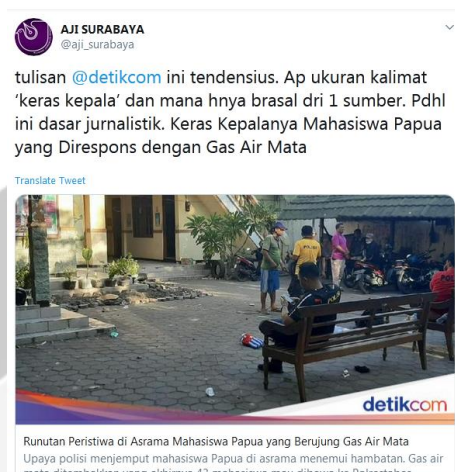 AJI SURABAYA
@aji_surabaya
tulisan @detikcom ini tendensius. Ap ukuran kalimat
‘keras kepala’ dan mana hnya brasal dri 1 sumber. Pdhl
ini dasar jurnalistik. Keras Kepalanya Mahasiswa Papua
yang Direspons dengan Gas Air Mata
Translate Tweet
detikcom
Runutan Peristiwa di Asrama Mahasiswa Papua yang Berujung Gas Air Mata
Upaya polisi menjemput mahasiswa Papua di asrama menemui hambatan. Gas air